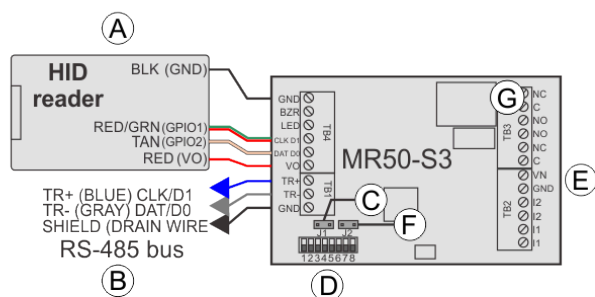 A
HID
reader
BLK (GND)
RED/GRN (GPIO1)
TAN (GPIO2)
RED (VO)
TR+ (BLUE) CLK/D1
TR- (GRAY) DAT/D0
SHIELD (DRAIN WIRE
RS-485 bus
B
GND
BZR
LED
CLK D1
DAT D0
VO
TB4
TR+
TR-
GND
TB1
MR50-S3
C
F
J1
J2
12345678
D
G
NC
C
NO
NO
NC
C
TB3
VN
GND
I2
I2
I1
I1
TB2
E